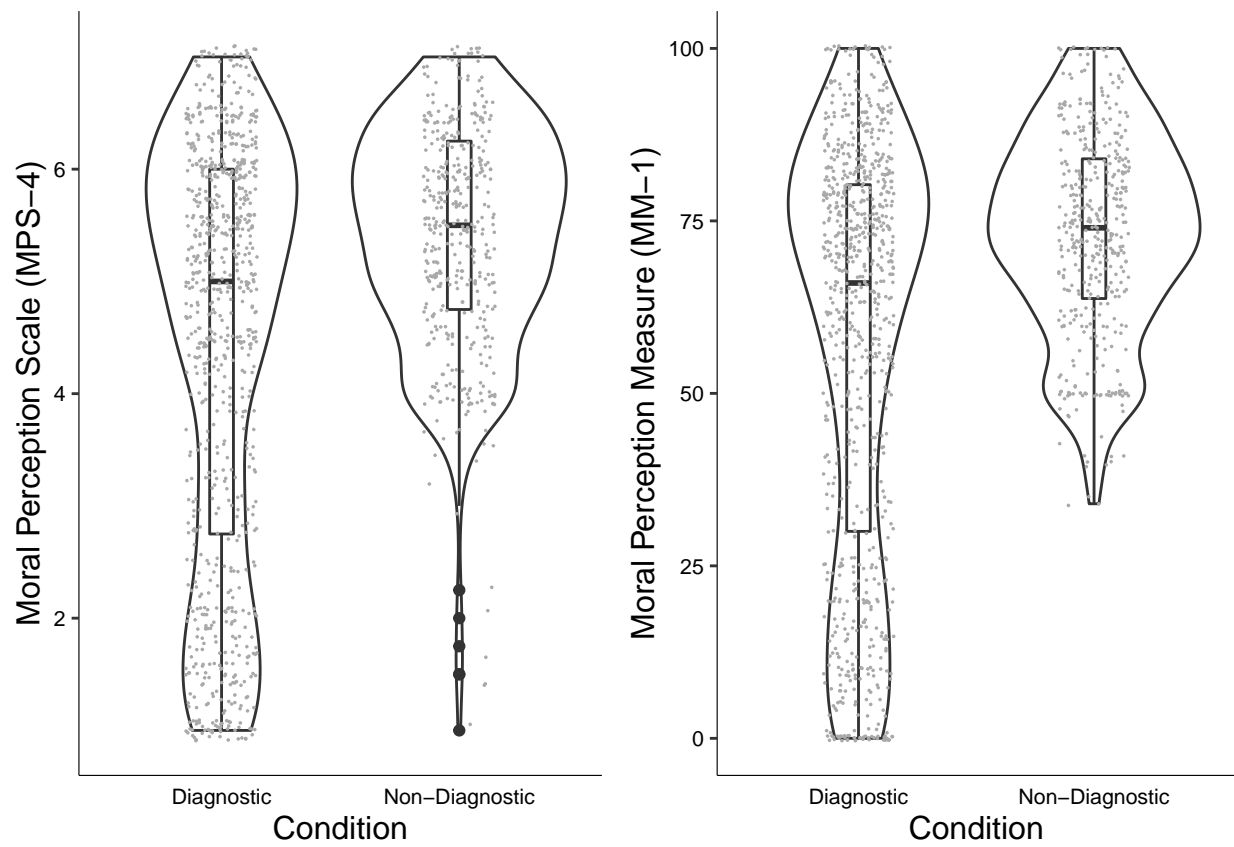 Moral Perception Scale (MPS−4)
6
4
2
Diagnostic
Non−Diagnostic
Condition
Moral Perception Measure (MM−1)
100
75
50
25
0
Diagnostic
Non−Diagnostic
Condition